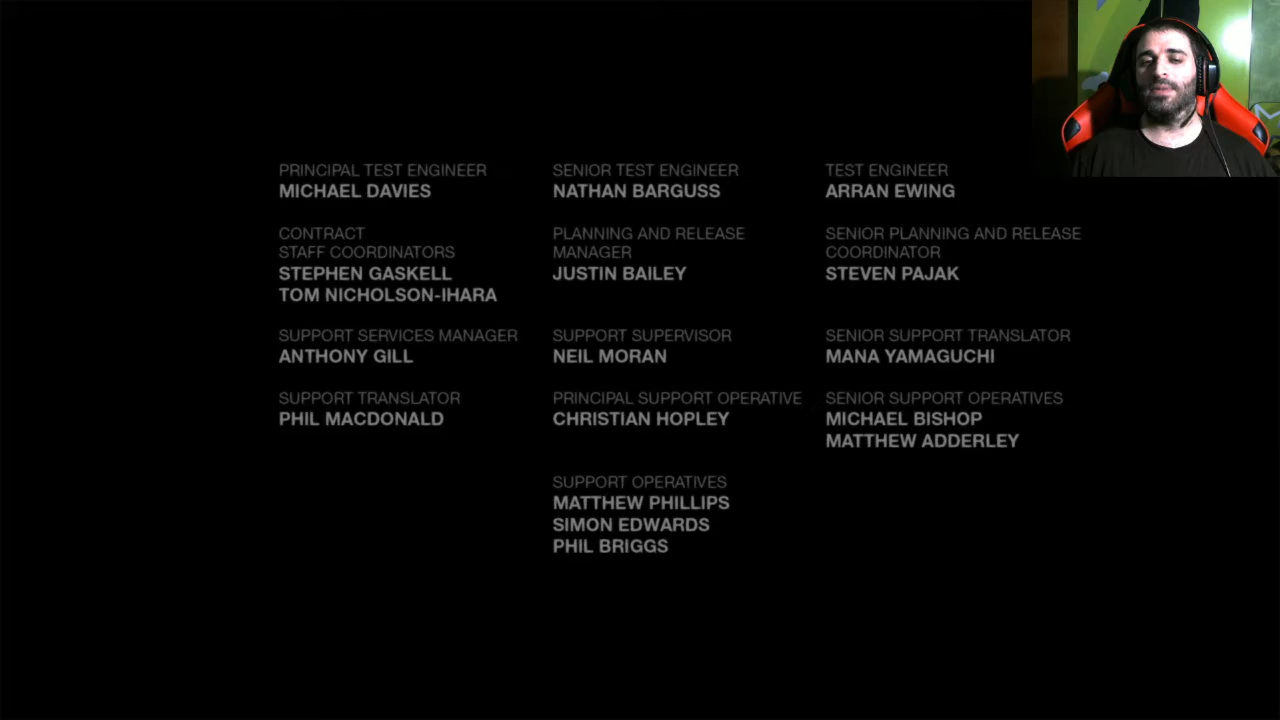 PRINCIPAL TEST ENGINEER
MICHAEL DAVIES
SENIOR TEST ENGINEER
NATHAN BARGUSS
TEST ENGINEER
ARRAN EWING
CONTRACT
STAFF COORDINATORS
STEPHEN GASKELL
TOM NICHOLSON-IHARA
PLANNING AND RELEASE
MANAGER
JUSTIN BAILEY
SENIOR PLANNING AND RELEASE
COORDINATOR
STEVEN PAJAK
SUPPORT SERVICES MANAGER
ANTHONY GILL
SUPPORT SUPERVISOR
NEIL MORAN
SENIOR SUPPORT TRANSLATOR
MANA YAMAGUCHI
SUPPORT TRANSLATOR
PHIL MACDONALD
PRINCIPAL SUPPORT OPERATIVE
CHRISTIAN HOPLEY
SENIOR SUPPORT OPERATIVES
MICHAEL BISHOP
MATTHEW ADDERLEY
SUPPORT OPERATIVES
MATTHEW PHILLIPS
SIMON EDWARDS
PHIL BRIGGS